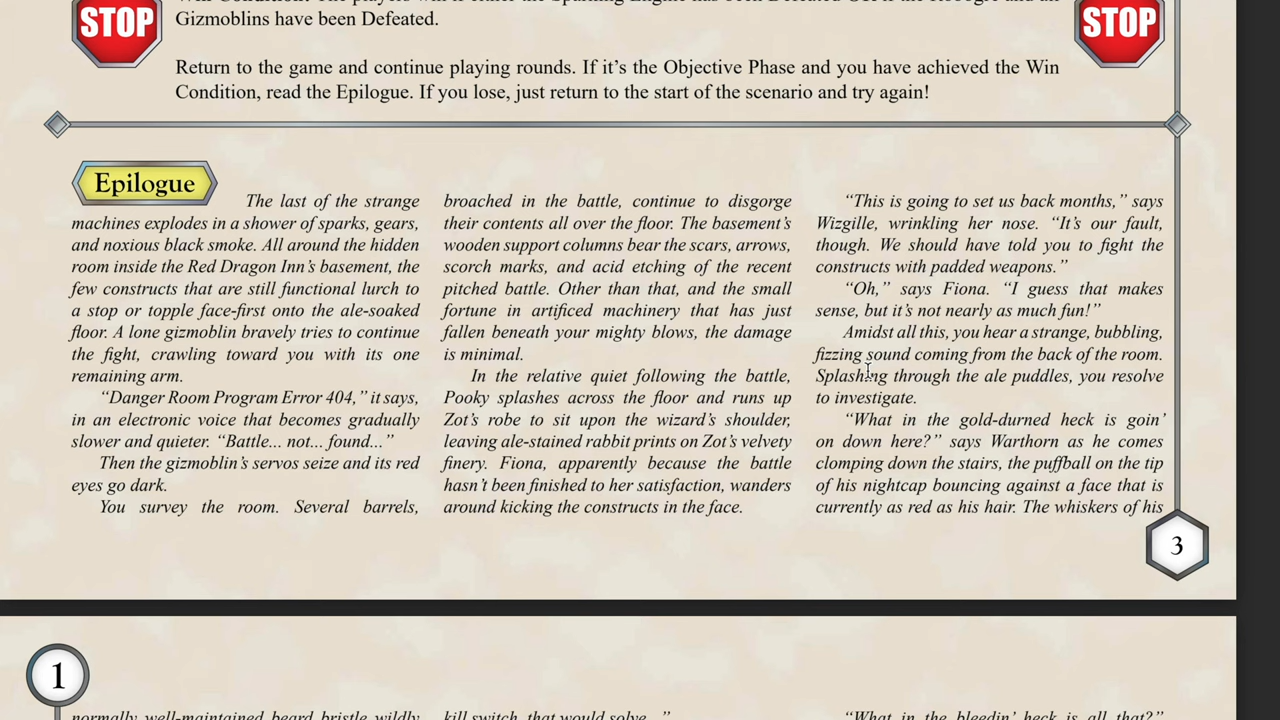 STOP
STOP
Gizmoblins have been Defeated.
Return to the game and continue playing rounds. If it's the Objective Phase and you have achieved the Win
Condition, read the Epilogue. If you lose, just return to the start of the scenario and try again!
Epilogue
The last of the strange
machines explodes in a shower of sparks, gears,
and noxious black smoke. All around the hidden
room inside the Red Dragon Inn's basement, the
few constructs that are still functional lurch to
a stop or topple face-first onto the ale-soaked
floor. A lone gizmoblin bravely tries to continue
the fight, crawling toward you with its one
remaining arm.
“Danger Room Program Error 404,” it says,
in an electronic voice that becomes gradually
slower and quieter. “Battle... not... found...”
Then the gizmoblin's servos seize and its red
eyes go dark.
You survey the room. Several barrels,
broached in the battle, continue to disgorge
their contents all over the floor. The basement's
wooden support columns bear the scars, arrows,
scorch marks, and acid etching of the recent
pitched battle. Other than that, and the small
fortune in artificed machinery that has just
fallen beneath your mighty blows, the damage
is minimal.
In the relative quiet following the battle,
Pooky splashes across the floor and runs up
Zot's robe to sit upon the wizard's shoulder,
leaving ale-stained rabbit prints on Zot's velvety
finery. Fiona, apparently because the battle
hasn't been finished to her satisfaction, wanders
around kicking the constructs in the face.
“This is going to set us back months,” says
Wizgille, wrinkling her nose. “It's our fault,
though. We should have told you to fight the
constructs with padded weapons.”
“Oh,” says Fiona. “I guess that makes
sense, but it's not nearly as much fun!”
Amidst all this, you hear a strange, bubbling,
fizzing sound coming from the back of the room.
Splashing through the ale puddles, you resolve
to investigate.
“What in the gold-durned heck is goin'
on down here?” says Warthorn as he comes
clomping down the stairs, the puffball on the tip
of his nightcap bouncing against a face that is
currently as red as his hair. The whiskers of his
3
1
normally well-maintained beard bristle wildly
kill switch, that would solve...”
“What in the bleedin' heck is all that?”